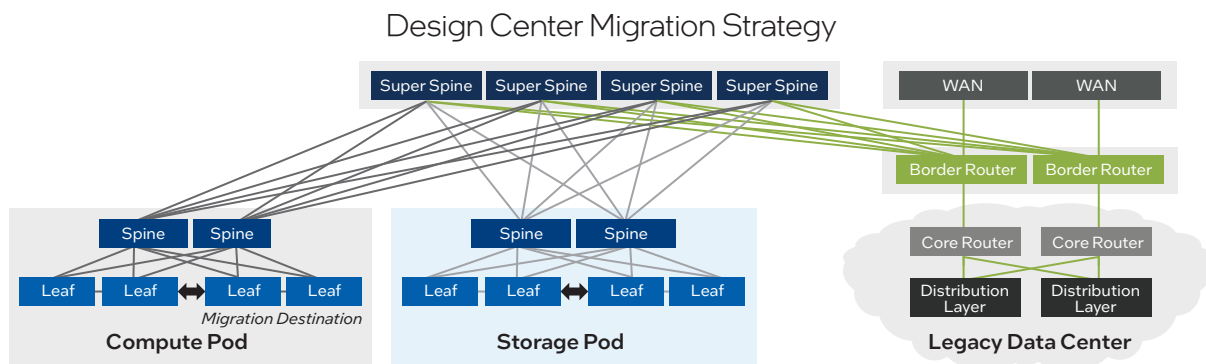 Design Center Migration Strategy
Super Spine Super Spine Super Spine Super Spine
WAN WAN
Border Router Border Router
Spine Spine
Spine Spine
Core Router Core Router
Leaf Leaf Leaf Leaf
Leaf Leaf Leaf Leaf
Distribution Layer Distribution Layer
Migration Destination
Compute Pod
Storage Pod
Legacy Data Center